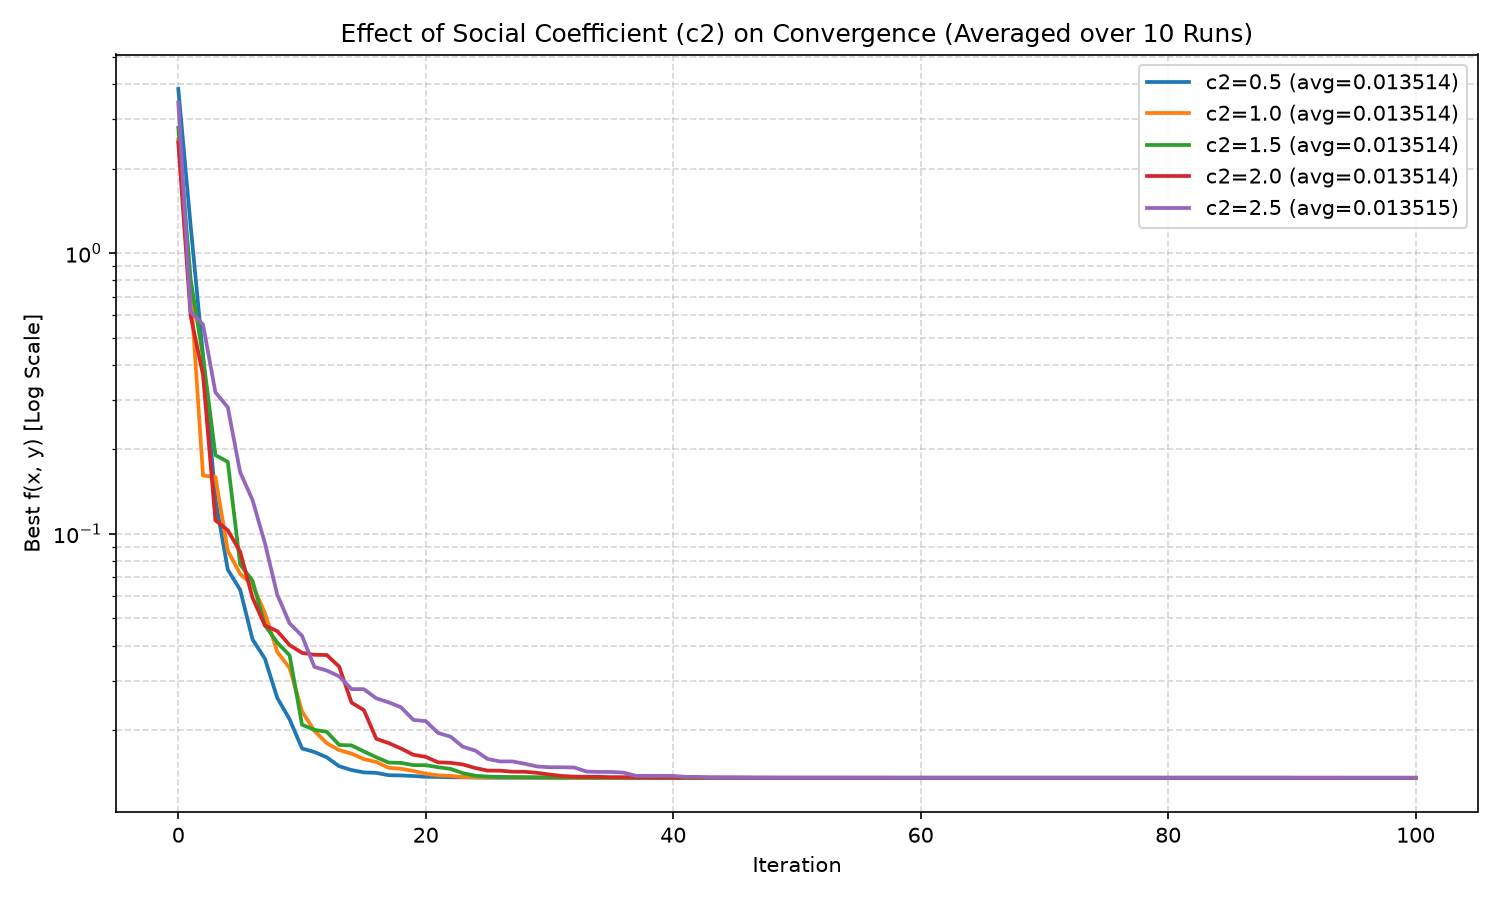 Effect of Social Coefficient (c2) on Convergence (Averaged over 10 Runs)
c2=0.5 (avg=0.013514)
c2=1.0 (avg=0.013514)
c2=1.5 (avg=0.013514)
c2=2.0 (avg=0.013514)
c2=2.5 (avg=0.013515)
Best f(x, y) [Log Scale]
10⁰
10⁻¹
0 20 40 60 80 100
Iteration